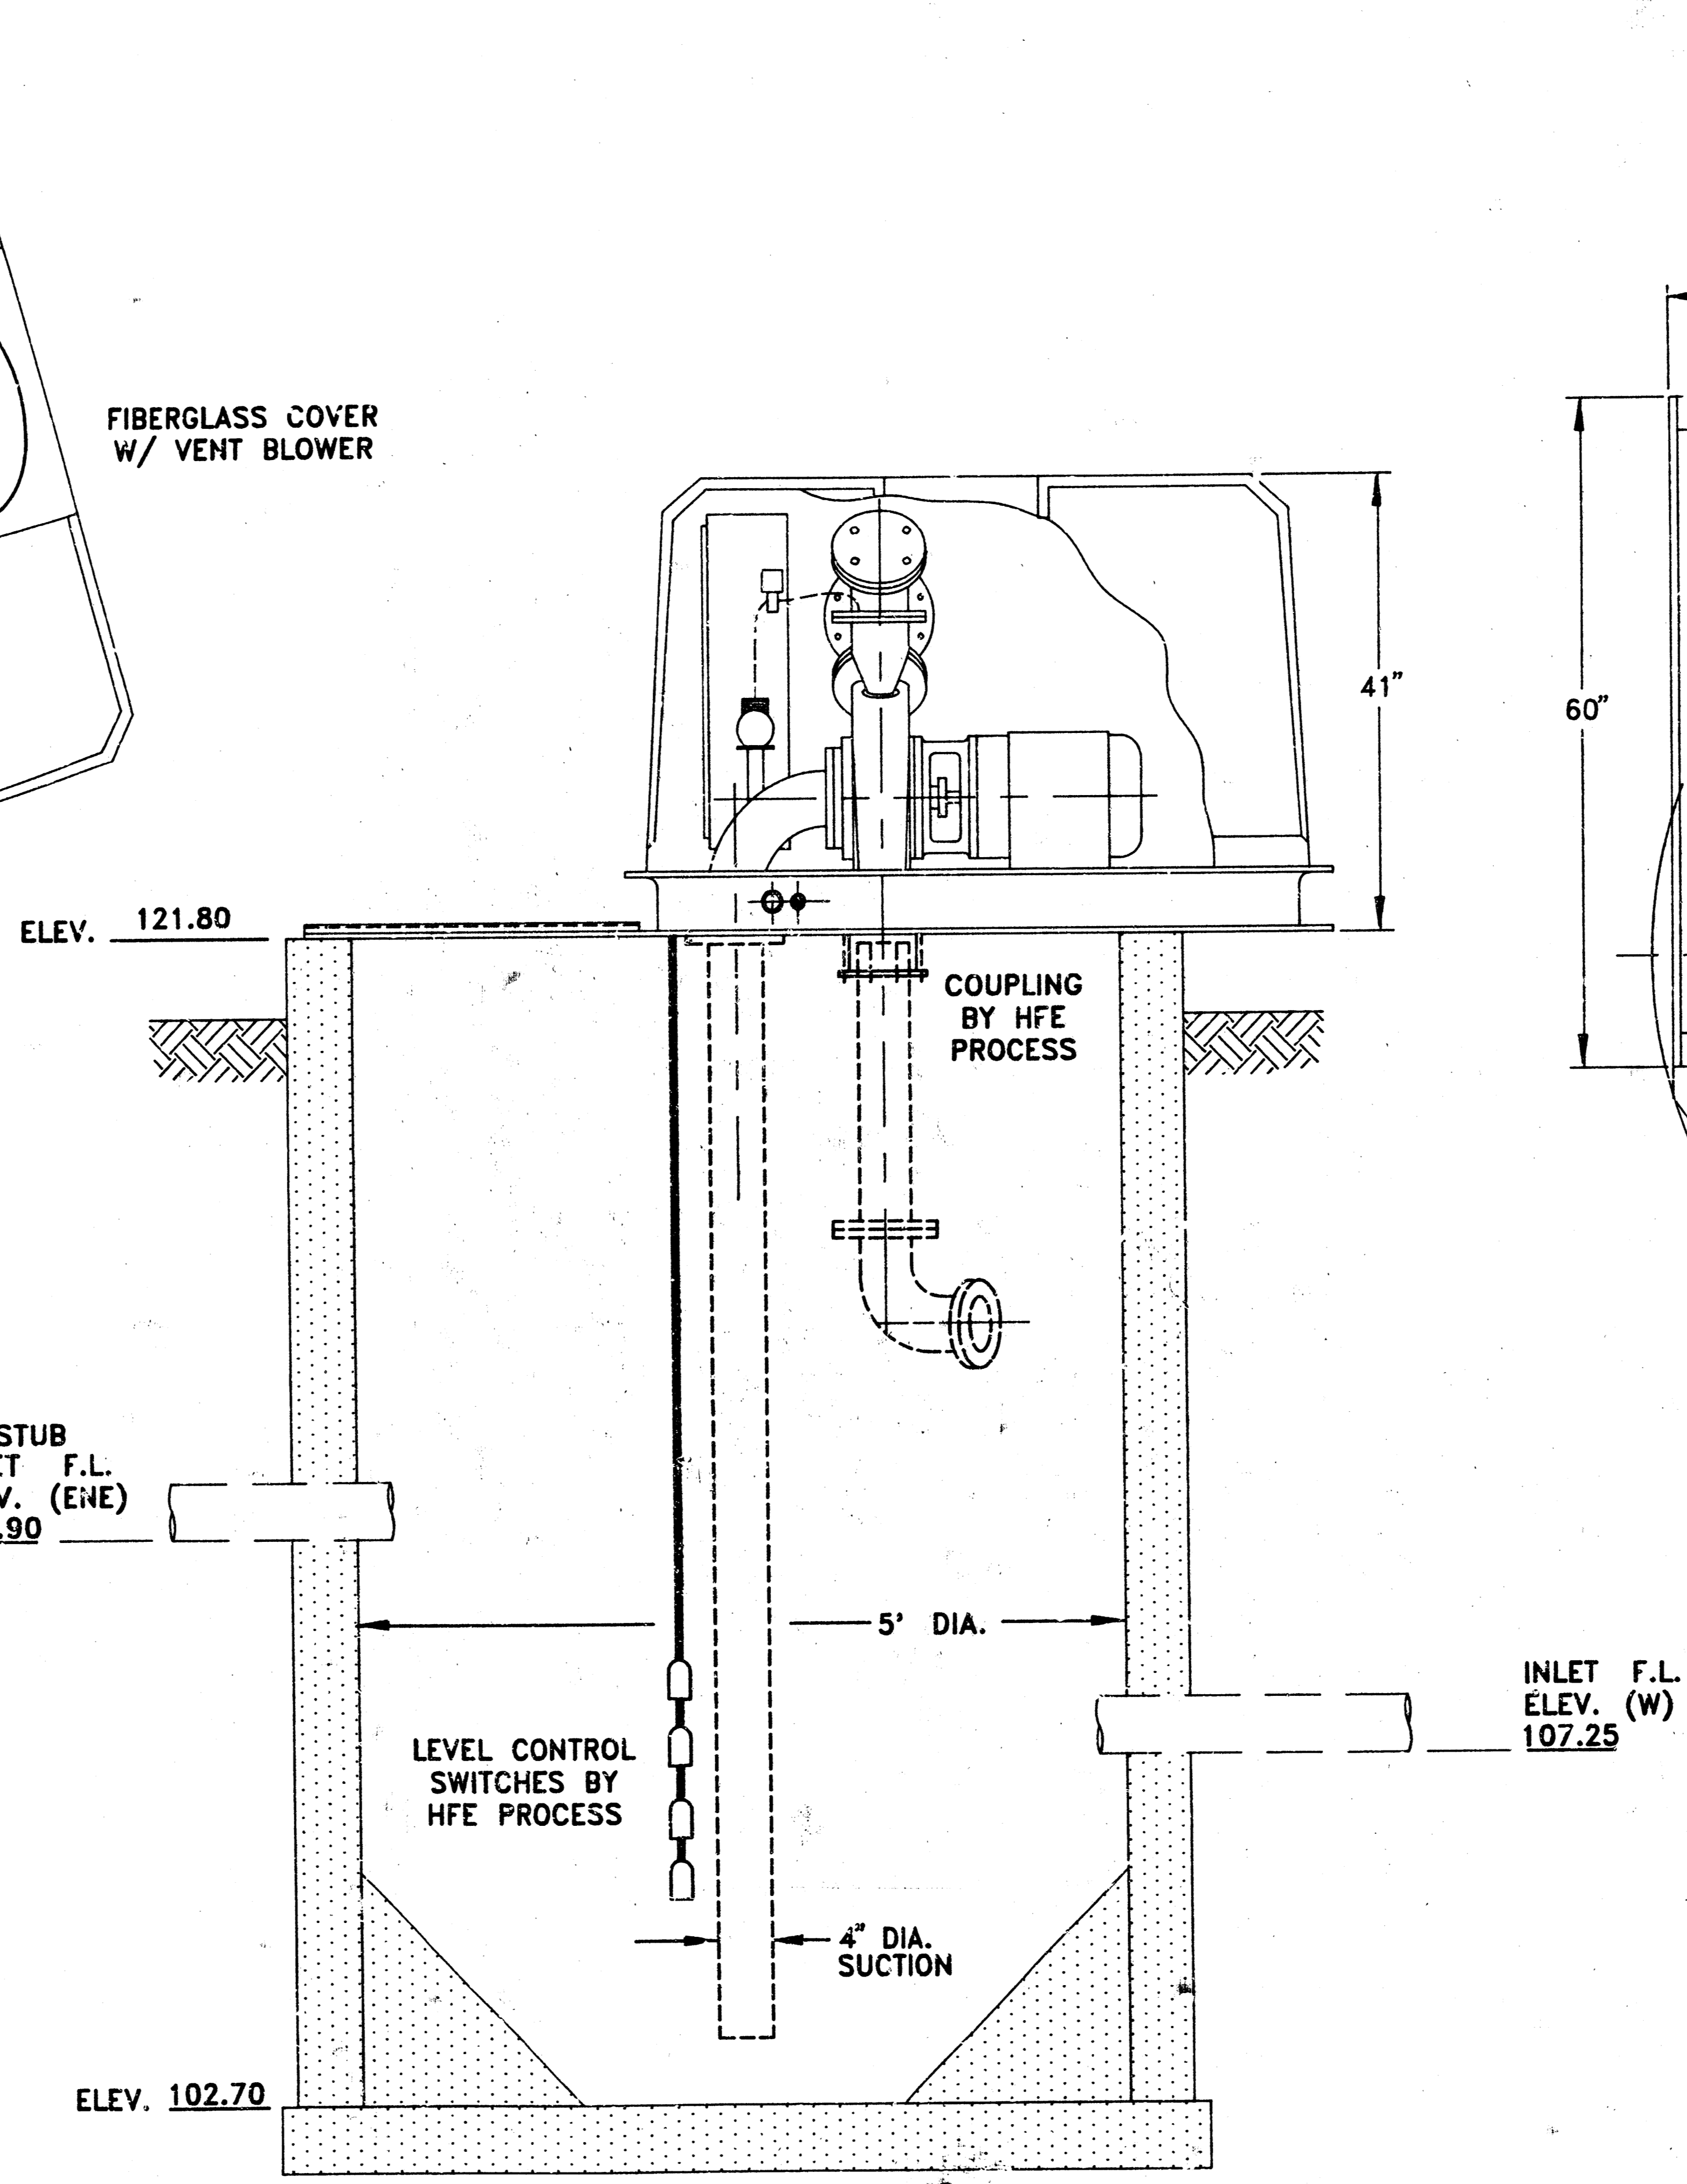 FIBERGLASS COVER
W/ VENT BLOWER
41"
60"
ELEV. 121.80
COUPLING
BY HFE
PROCESS
STUB
F.L.
(ENE)
.90
5' DIA.
INLET F.L.
ELEV. (W)
107.25
LEVEL CONTROL
SWITCHES BY
HFE PROCESS
4" DIA.
SUCTION
ELEV. 102.70